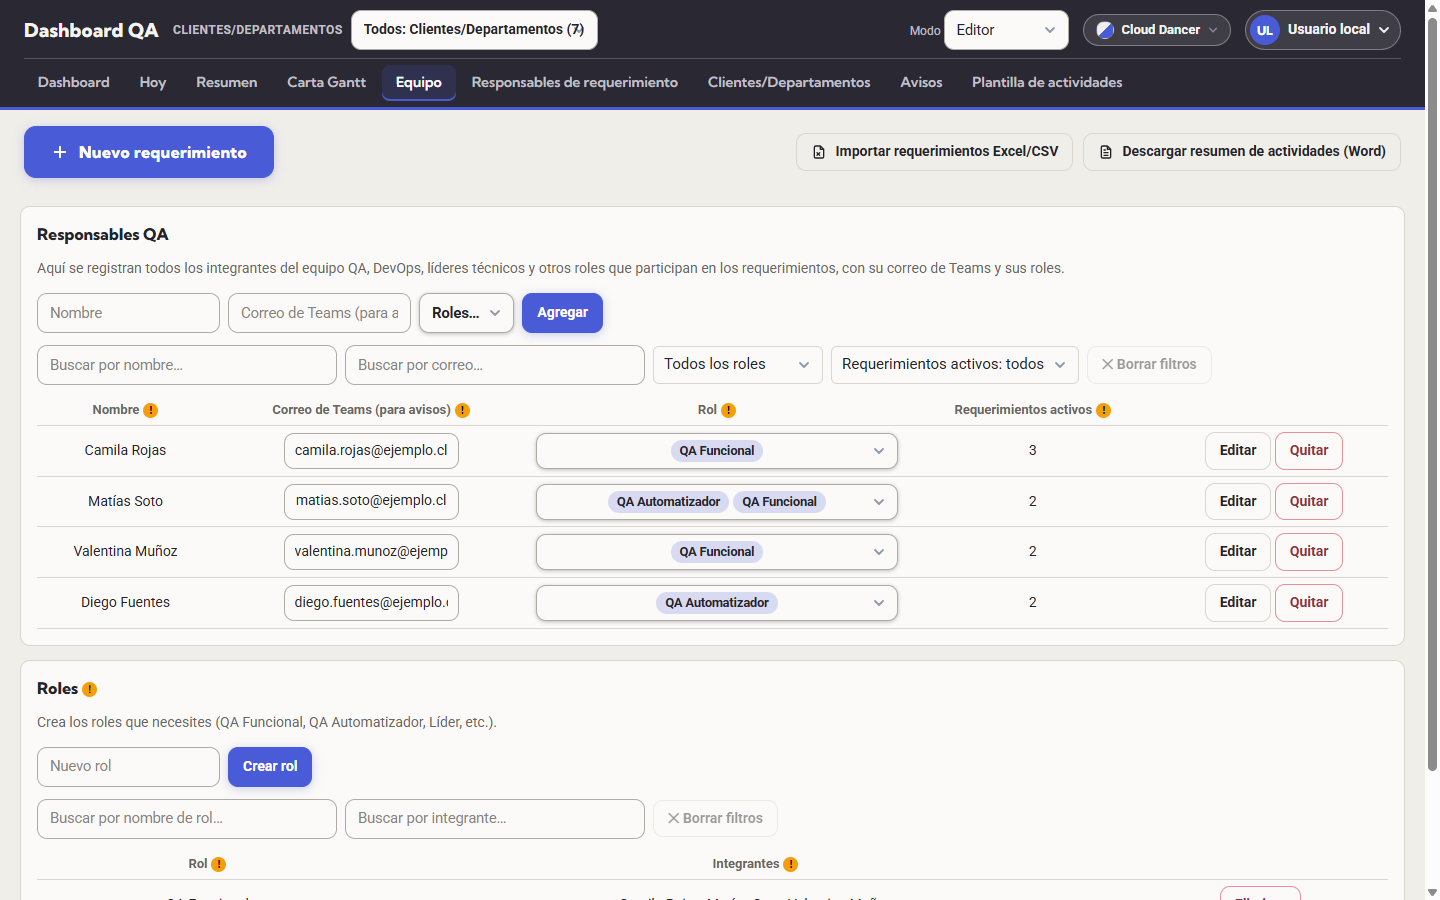 Dashboard QA CLIENTES/DEPARTAMENTOS Todos: Clientes/Departamentos (7) Modo Editor Cloud Dancer UL Usuario local
Dashboard Hoy Resumen Carta Gantt Equipo Responsables de requerimiento Clientes/Departamentos Avisos Plantilla de actividades
+ Nuevo requerimiento Importar requerimientos Excel/CSV Descargar resumen de actividades (Word)
Responsables QA
Aquí se registran todos los integrantes del equipo QA, DevOps, líderes técnicos y otros roles que participan en los requerimientos, con su correo de Teams y sus roles.
Nombre Correo de Teams (para a Roles... Agregar
Buscar por nombre... Buscar por correo... Todos los roles Requerimientos activos: todos Borrar filtros
Nombre ! Correo de Teams (para avisos) ! Rol ! Requerimientos activos !
Camila Rojas camila.rojas@ejemplo.cl QA Funcional 3 Editar Quitar
Matías Soto matias.soto@ejemplo.cl QA Automatizador QA Funcional 2 Editar Quitar
Valentina Muñoz valentina.munoz@ejemp QA Funcional 2 Editar Quitar
Diego Fuentes diego.fuentes@ejemplo. QA Automatizador 2 Editar Quitar
Roles !
Crea los roles que necesites (QA Funcional, QA Automatizador, Líder, etc.).
Nuevo rol Crear rol
Buscar por nombre de rol... Buscar por integrante... Borrar filtros
Rol ! Integrantes !